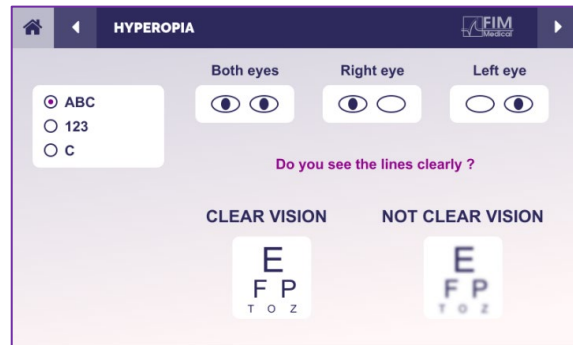 HYPEROPIA
FIM
Medical
Both eyes
Right eye
Left eye
ABC
123
C
Do you see the lines clearly ?
CLEAR VISION
NOT CLEAR VISION
E
F P
T O Z
E
F P
T O Z